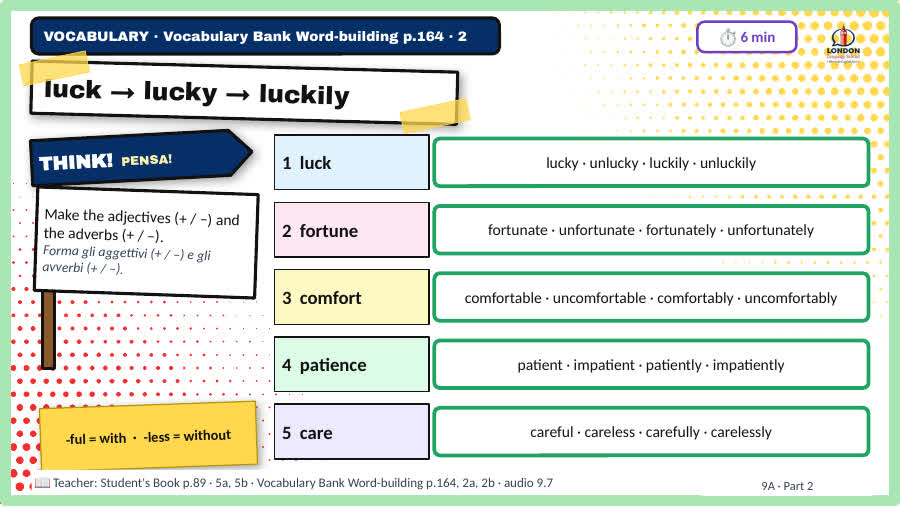 VOCABULARY · Vocabulary Bank Word-building p.164 · 2
⏱️ 6 min
LONDON
luck → lucky → luckily
THINK! PENSA!
Make the adjectives (+ / –) and
the adverbs (+ / –).
Forma gli aggettivi (+ / –) e gli
avverbi (+ / –).
-ful = with · -less = without
1 luck
lucky · unlucky · luckily · unluckily
2 fortune
fortunate · unfortunate · fortunately · unfortunately
3 comfort
comfortable · uncomfortable · comfortably · uncomfortably
4 patience
patient · impatient · patiently · impatiently
5 care
careful · careless · carefully · carelessly
📖 Teacher: Student's Book p.89 · 5a, 5b · Vocabulary Bank Word-building p.164, 2a, 2b · audio 9.7
9A · Part 2